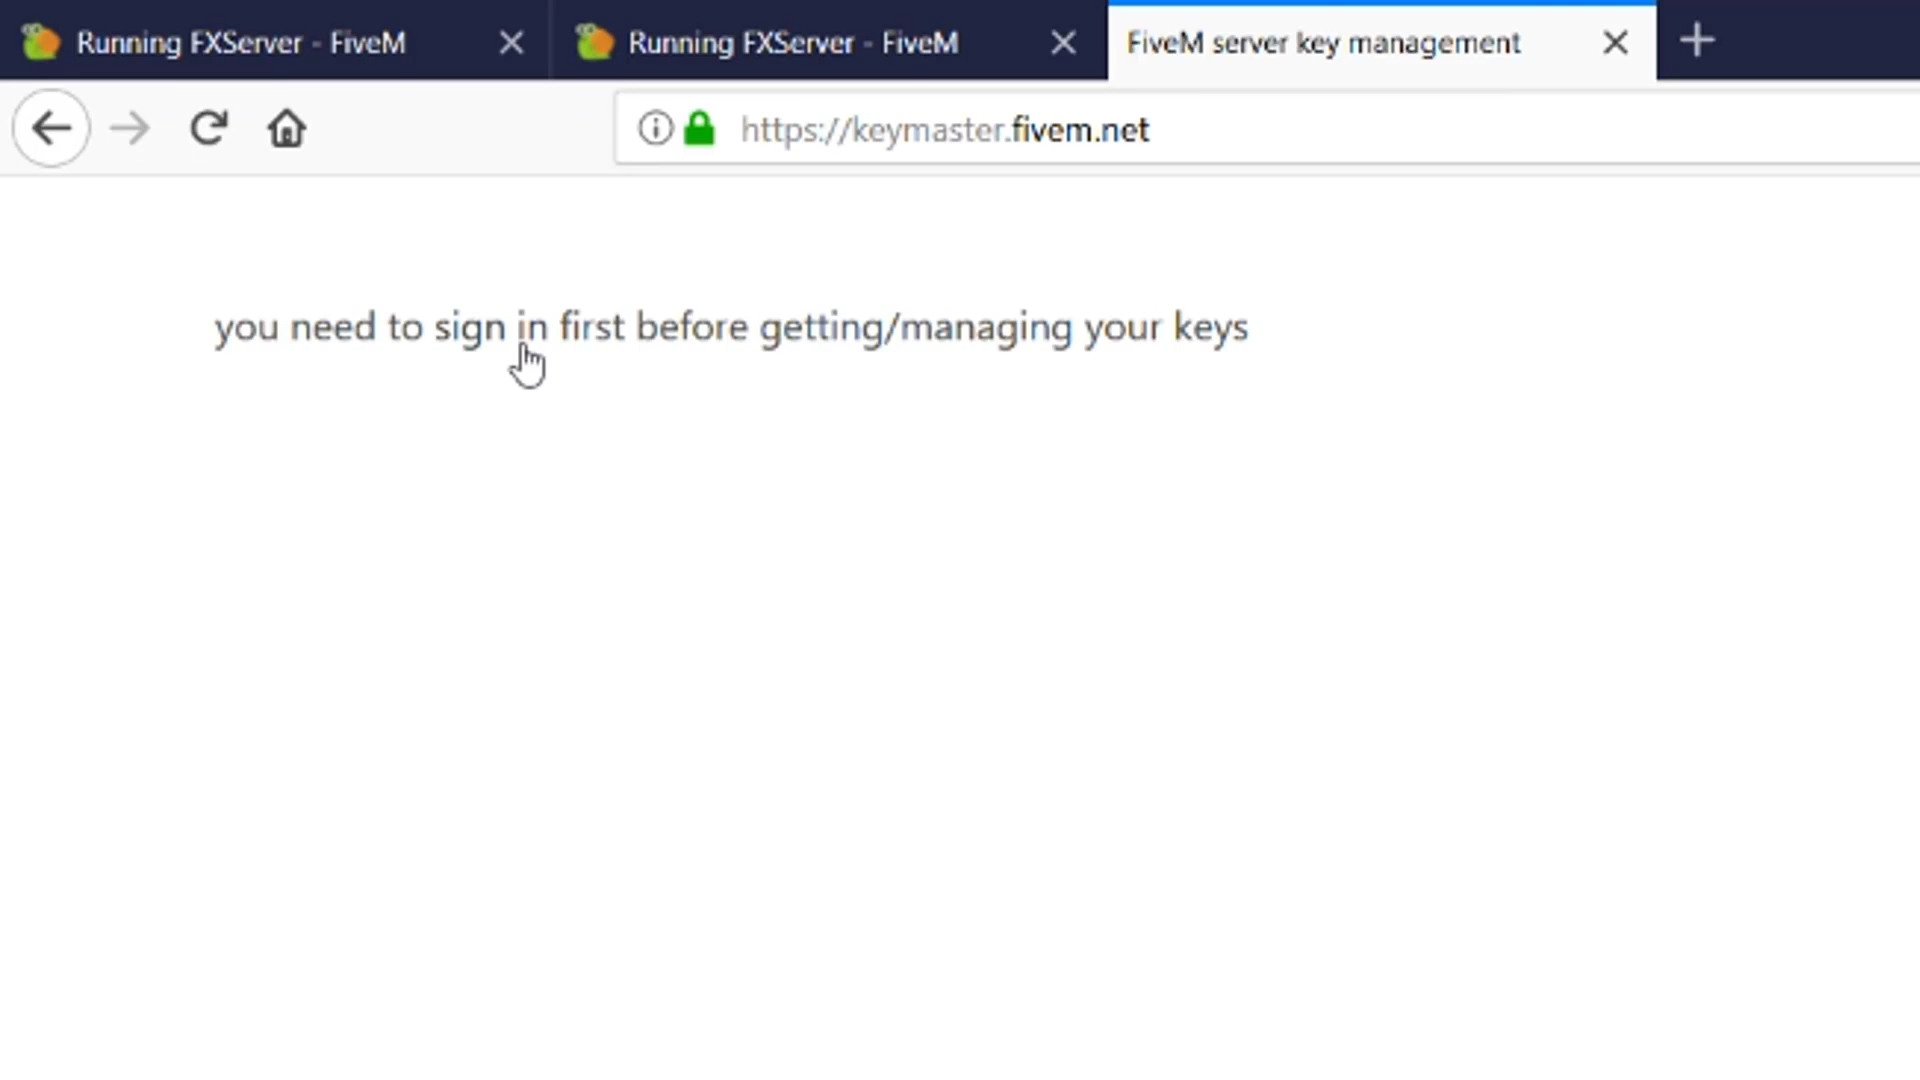 Running FXServer - FiveM
Running FXServer - FiveM
FiveM server key management
https://keymaster.fivem.net
you need to sign in first before getting/managing your keys